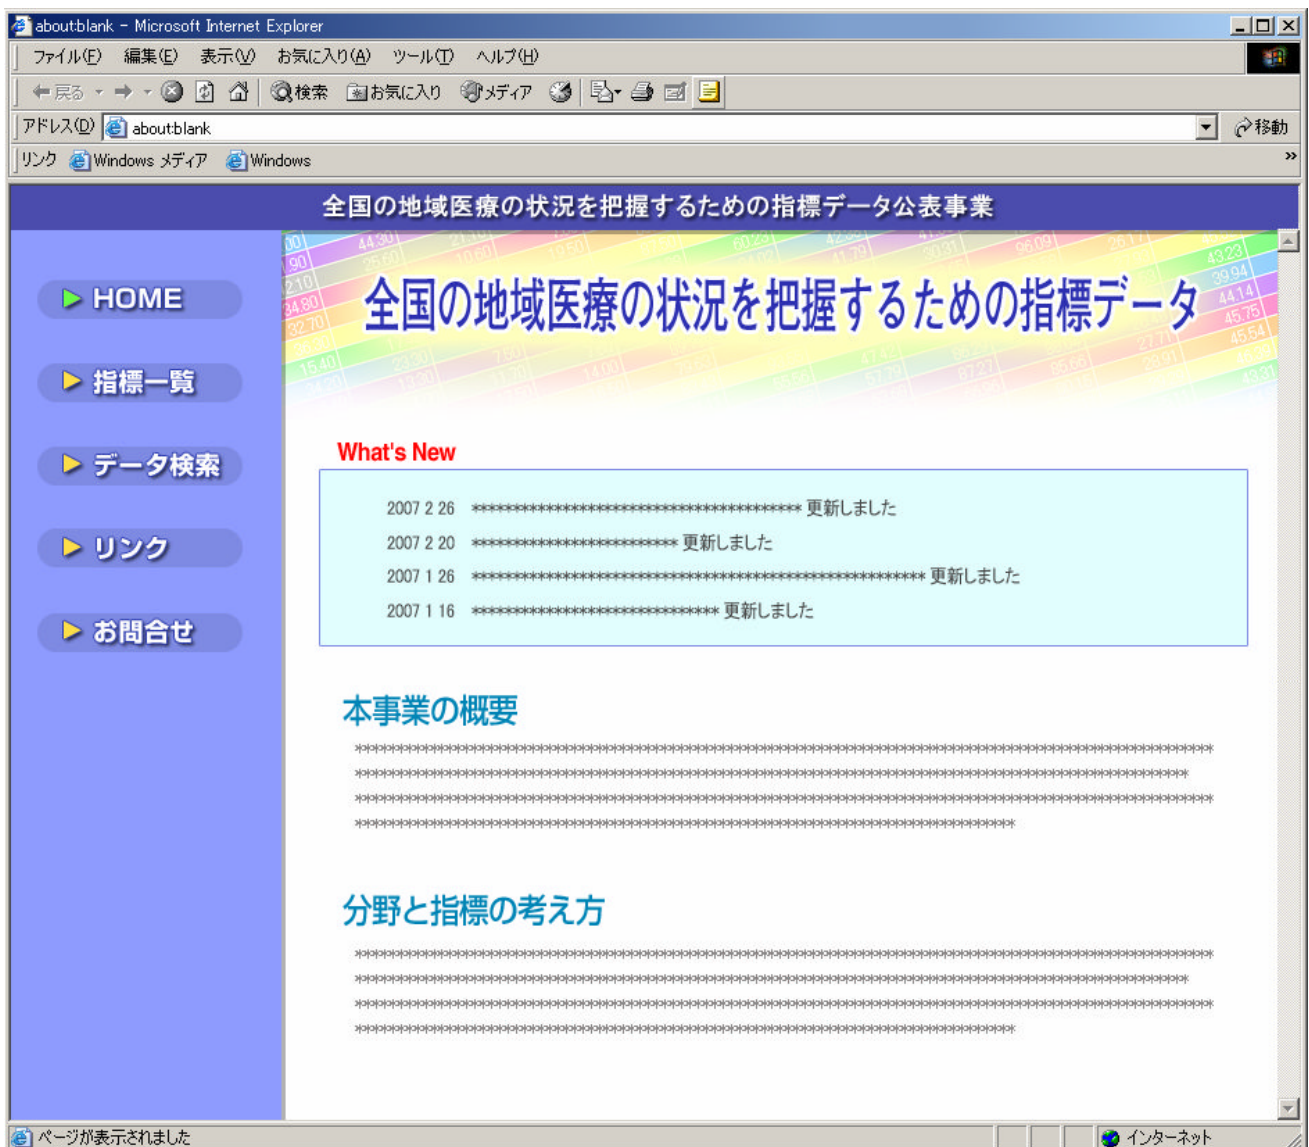 about:blank - Microsoft Internet Explorer
ファイル(F) 編集(E) 表示(V) お気に入り(A) ツール(T) ヘルプ(H)
戻る 検索 お気に入り メディア
アドレス(D) about:blank 移動
リンク Windows メディア Windows »
全国の地域医療の状況を把握するための指標データ公表事業
HOME
指標一覧
データ検索
リンク
お問合せ
全国の地域医療の状況を把握するための指標データ
What's New
2007 2 26 **************************************** 更新しました
2007 2 20 ************************* 更新しました
2007 1 26 ******************************************************* 更新しました
2007 1 16 ****************************** 更新しました
本事業の概要
分野と指標の考え方
ページが表示されました インターネット